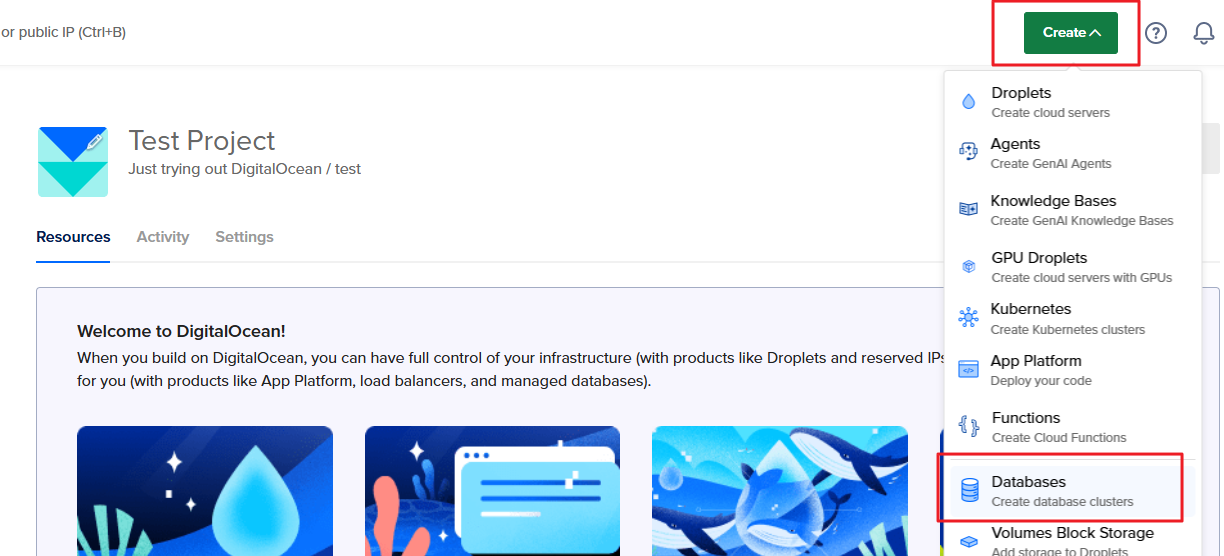 or public IP (Ctrl+B)
Create
Test Project
Just trying out DigitalOcean / test
Resources
Activity
Settings
Welcome to DigitalOcean!
When you build on DigitalOcean, you can have full control of your infrastructure (with products like Droplets and reserved IPs
for you (with products like App Platform, load balancers, and managed databases).
Droplets
Create cloud servers
Agents
Create GenAI Agents
Knowledge Bases
Create GenAI Knowledge Bases
GPU Droplets
Create cloud servers with GPUs
Kubernetes
Create Kubernetes clusters
App Platform
Deploy your code
Functions
Create Cloud Functions
Databases
Create database clusters
Volumes Block Storage
Add storage to Droplets